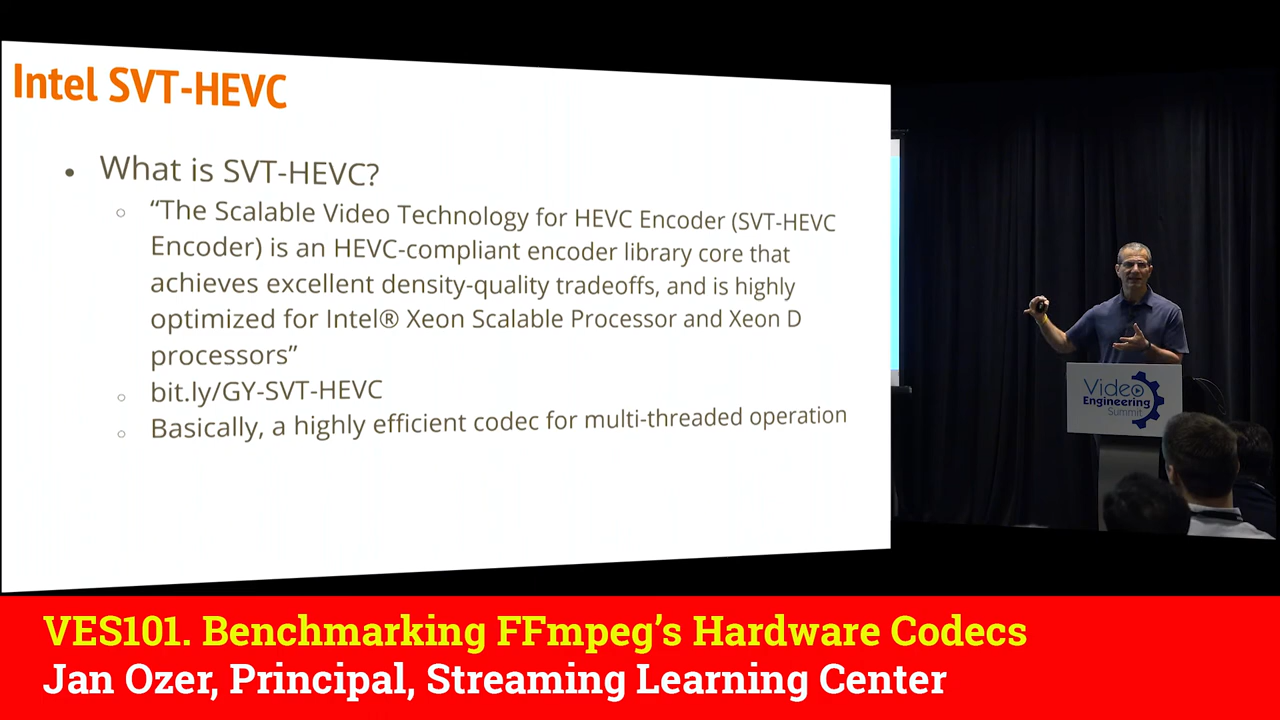 Intel SVT-HEVC
• What is SVT-HEVC?
○ “The Scalable Video Technology for HEVC Encoder (SVT-HEVC
Encoder) is an HEVC-compliant encoder library core that
achieves excellent density-quality tradeoffs, and is highly
optimized for Intel® Xeon Scalable Processor and Xeon D
processors”
○ bit.ly/GY-SVT-HEVC
○ Basically, a highly efficient codec for multi-threaded operation
Video
Engineering
Summit
VES101. Benchmarking FFmpeg’s Hardware Codecs
Jan Ozer, Principal, Streaming Learning Center